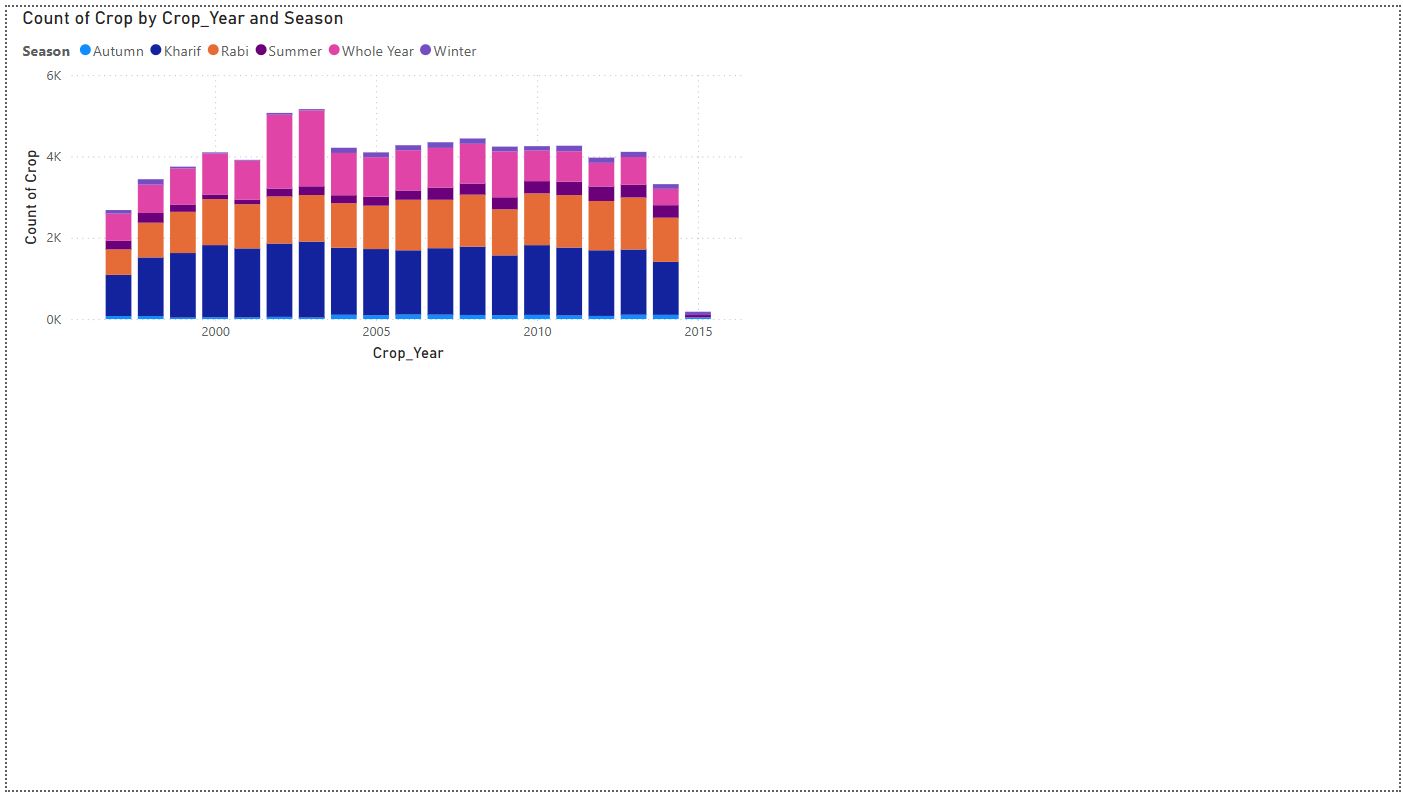 Count of Crop by Crop_Year and Season
Season Autumn Kharif Rabi Summer Whole Year Winter
6K
4K
2K
0K
Count of Crop
2000 2005 2010 2015
Crop_Year